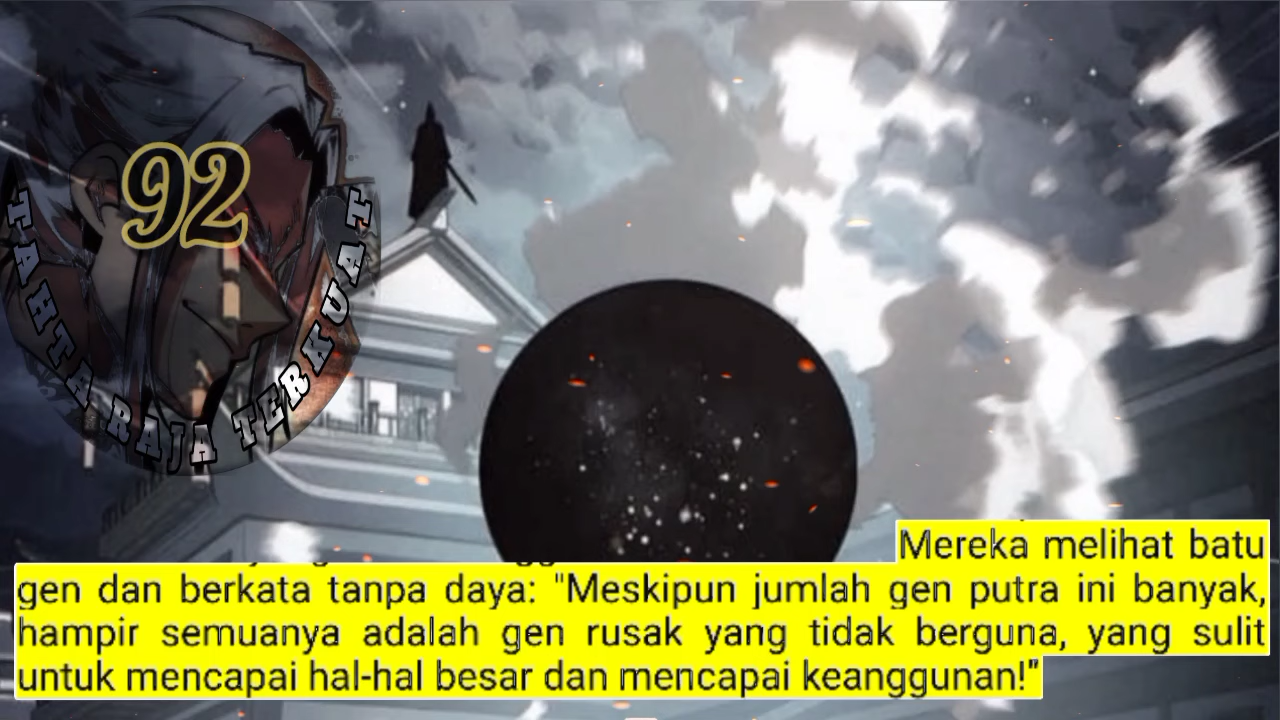 92
TAHTA RAJA TERKUAT
Mereka melihat batu
gen dan berkata tanpa daya: "Meskipun jumlah gen putra ini banyak,
hampir semuanya adalah gen rusak yang tidak berguna, yang sulit
untuk mencapai hal-hal besar dan mencapai keanggunan!"